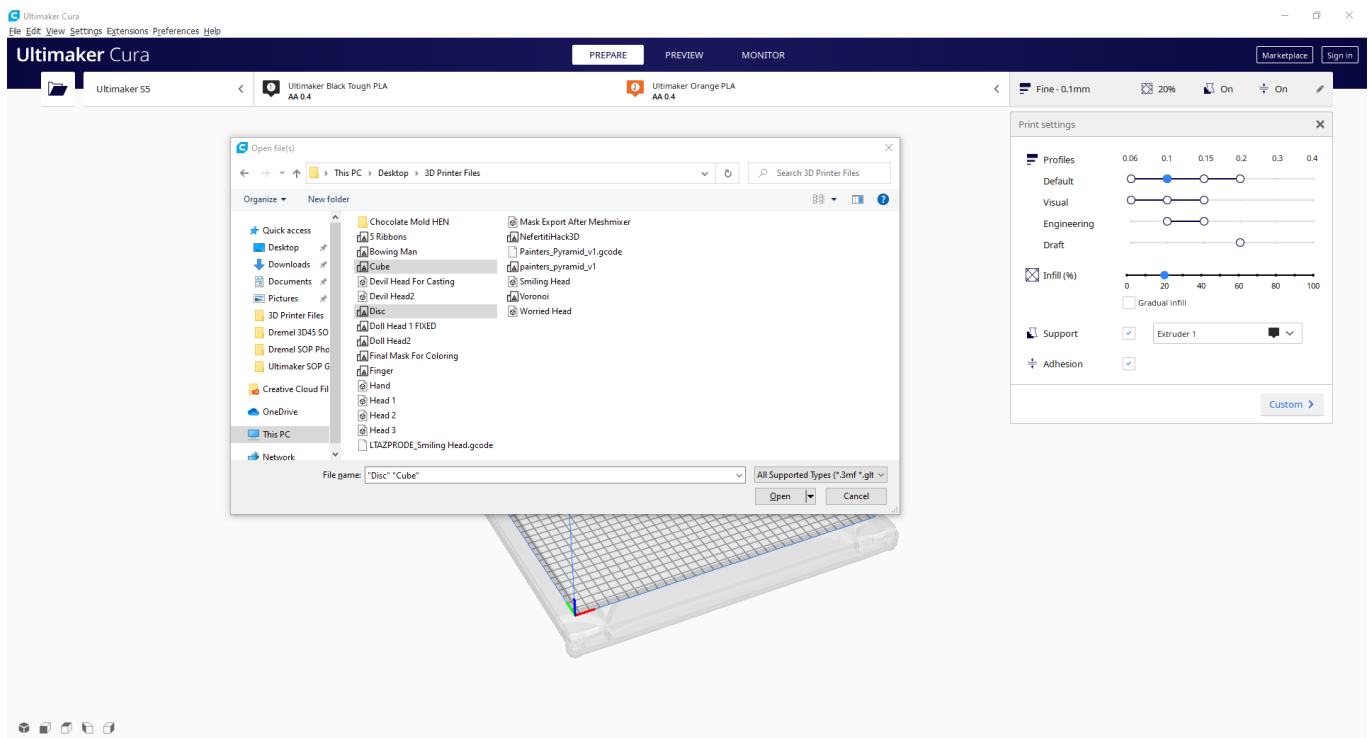 Ultimaker Cura
File Edit View Settings Extensions Preferences Help
Ultimaker Cura
PREPARE PREVIEW MONITOR
Marketplace Sign in
Ultimaker S5
1
Ultimaker Black Tough PLA
AA 0.4
2
Ultimaker Orange PLA
AA 0.4
Fine - 0.1mm 20% On On
Print settings
Profiles 0.06 0.1 0.15 0.2 0.3 0.4
Default
Visual
Engineering
Draft
Infill (%)
0 20 40 60 80 100
Gradual infill
Support Extruder 1
Adhesion
Custom
Open file(s)
This PC > Desktop > 3D Printer Files
Search 3D Printer Files
Organize New folder
Quick access
Desktop
Downloads
Documents
Pictures
3D Printer Files
Dremel 3D45 SO
Dremel SOP Pho
Ultimaker SOP G
Creative Cloud Fil
OneDrive
This PC
Network
Chocolate Mold HEN
5 Ribbons
Bowing Man
Cube
Devil Head For Casting
Devil Head2
Disc
Doll Head 1 FIXED
Doll Head2
Final Mask For Coloring
Finger
Hand
Head 1
Head 2
Head 3
LTAZPRODE_Smiling Head.gcode
Mask Export After Meshmixer
NefertitiHack3D
Painters_Pyramid_v1.gcode
painters_pyramid_v1
Smiling Head
Voronoi
Worried Head
File name: "Disc" "Cube"
All Supported Types (*.3mf *.glt
Open Cancel